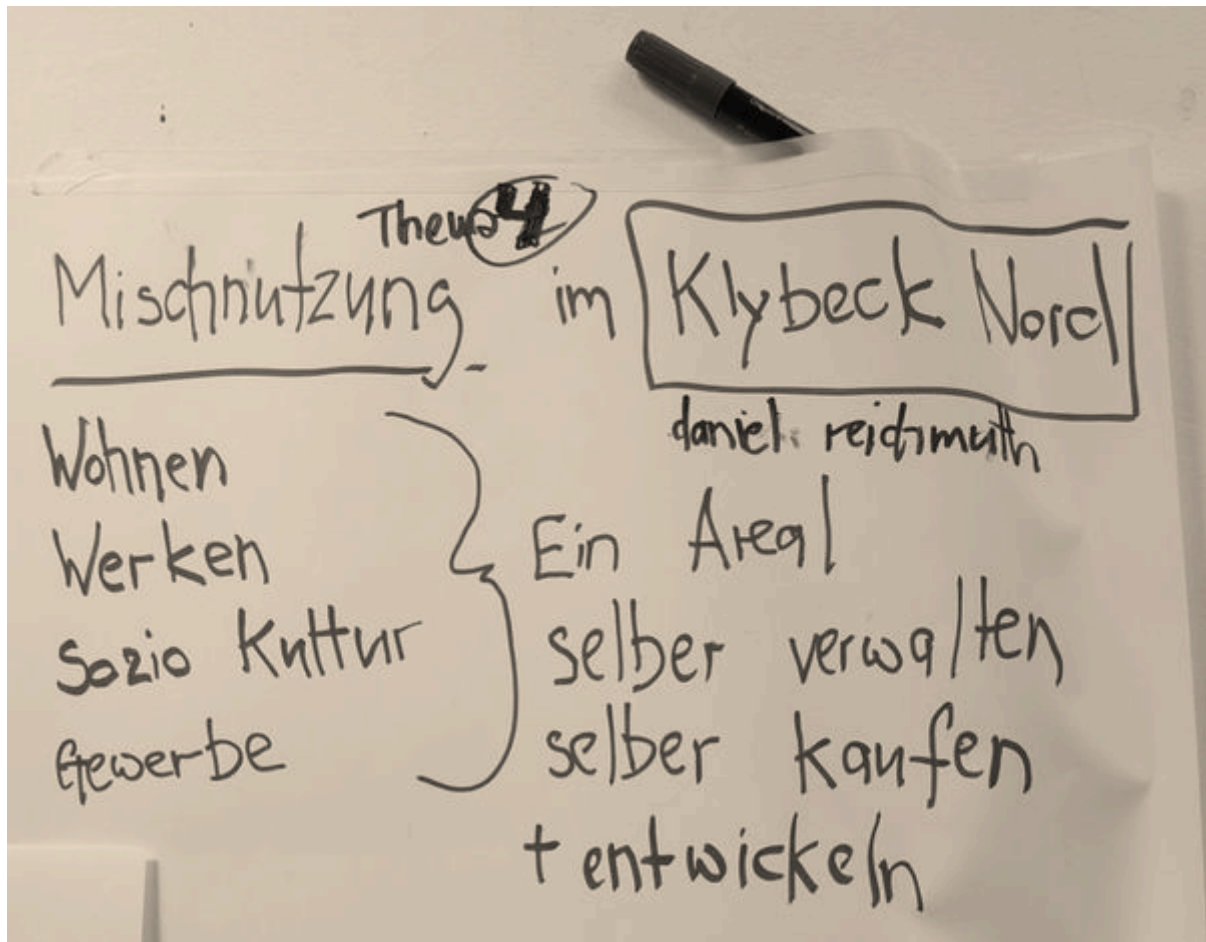 Thema 4
Mischnutzung im Klybeck Nord
daniel reichmuth
Wohnen
Werken
Sozio Kultur
Gewerbe
Ein Areal
selber verwalten
selber kaufen
+ entwickeln